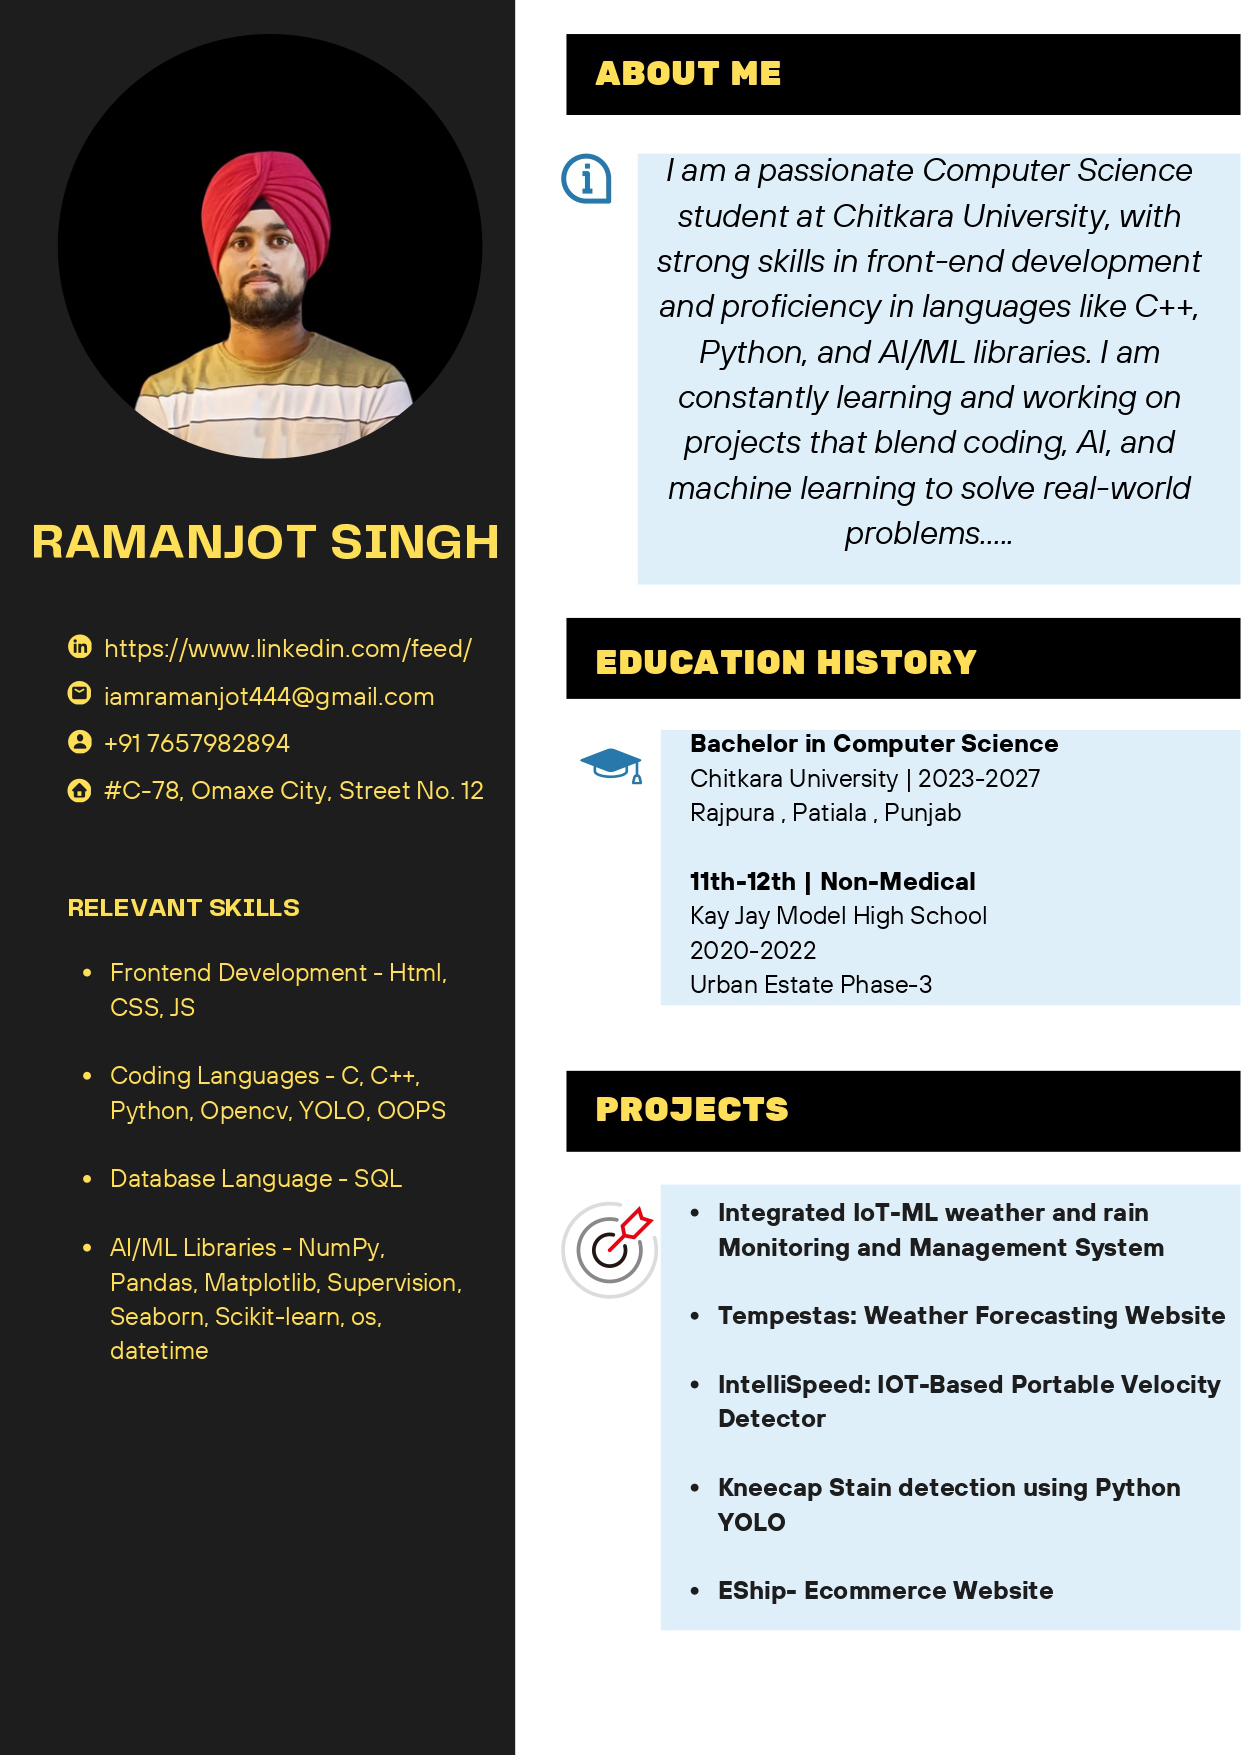 RAMANJOT SINGH
https://www.linkedin.com/feed/
iamramanjot444@gmail.com
+91 7657982894
#C-78, Omaxe City, Street No. 12
RELEVANT SKILLS
• Frontend Development - Html,
CSS, JS
• Coding Languages - C, C++,
Python, Opencv, YOLO, OOPS
• Database Language - SQL
• AI/ML Libraries - NumPy,
Pandas, Matplotlib, Supervision,
Seaborn, Scikit-learn, os,
datetime
ABOUT ME
I am a passionate Computer Science
student at Chitkara University, with
strong skills in front-end development
and proficiency in languages like C++,
Python, and AI/ML libraries. I am
constantly learning and working on
projects that blend coding, AI, and
machine learning to solve real-world
problems.....
EDUCATION HISTORY
Bachelor in Computer Science
Chitkara University | 2023-2027
Rajpura , Patiala , Punjab
11th-12th | Non-Medical
Kay Jay Model High School
2020-2022
Urban Estate Phase-3
PROJECTS
• Integrated IoT-ML weather and rain
Monitoring and Management System
• Tempestas: Weather Forecasting Website
• IntelliSpeed: IOT-Based Portable Velocity
Detector
• Kneecap Stain detection using Python
YOLO
• EShip- Ecommerce Website